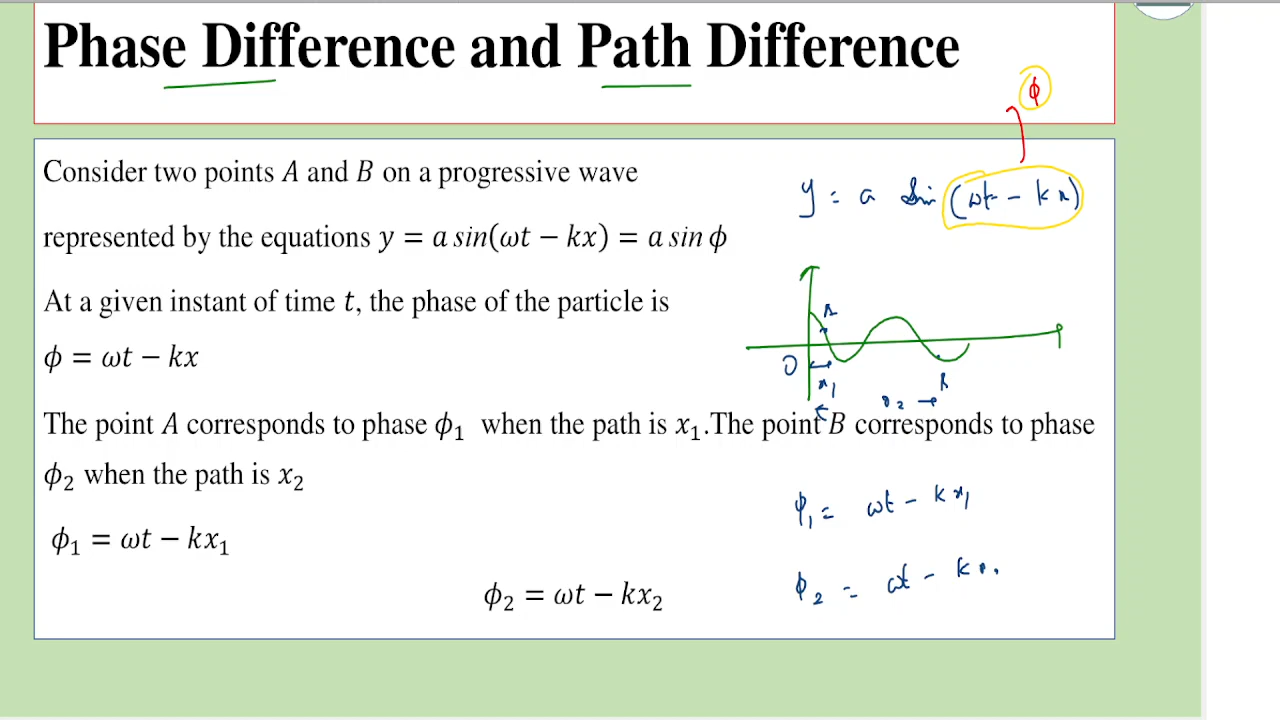 Phase Difference and Path Difference
ϕ
Consider two points A and B on a progressive wave
y = a sin (ωt − kx)
represented by the equations y = a sin(ωt − kx) = a sin ϕ
At a given instant of time t, the phase of the particle is
A
ϕ = ωt − kx
O
x₁
B
x₂
The point A corresponds to phase ϕ₁ when the path is x₁.The point B corresponds to phase
ϕ₂ when the path is x₂
ϕ₁ = ωt − kx₁
ϕ₁ = ωt − kx₁
ϕ₂ = ωt − kx₂
ϕ₂ = ωt − k